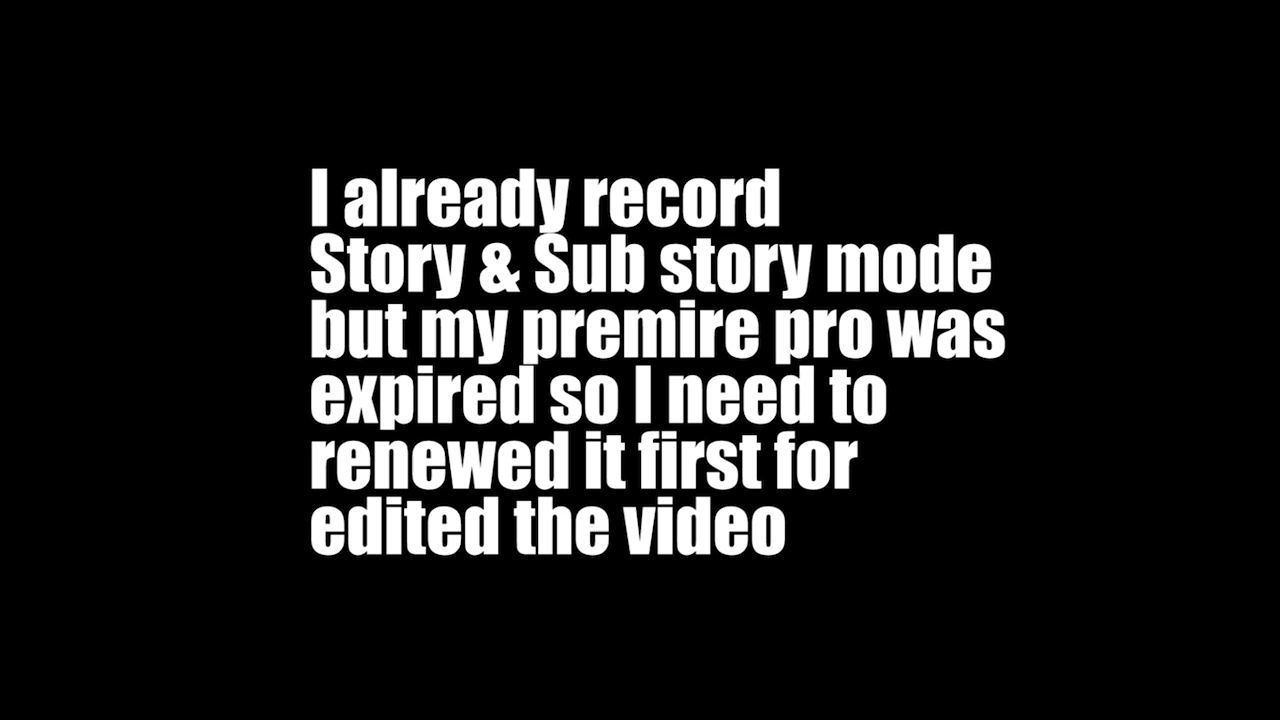 I already record
Story & Sub story mode
but my premire pro was
expired so I need to
renewed it first for
edited the video